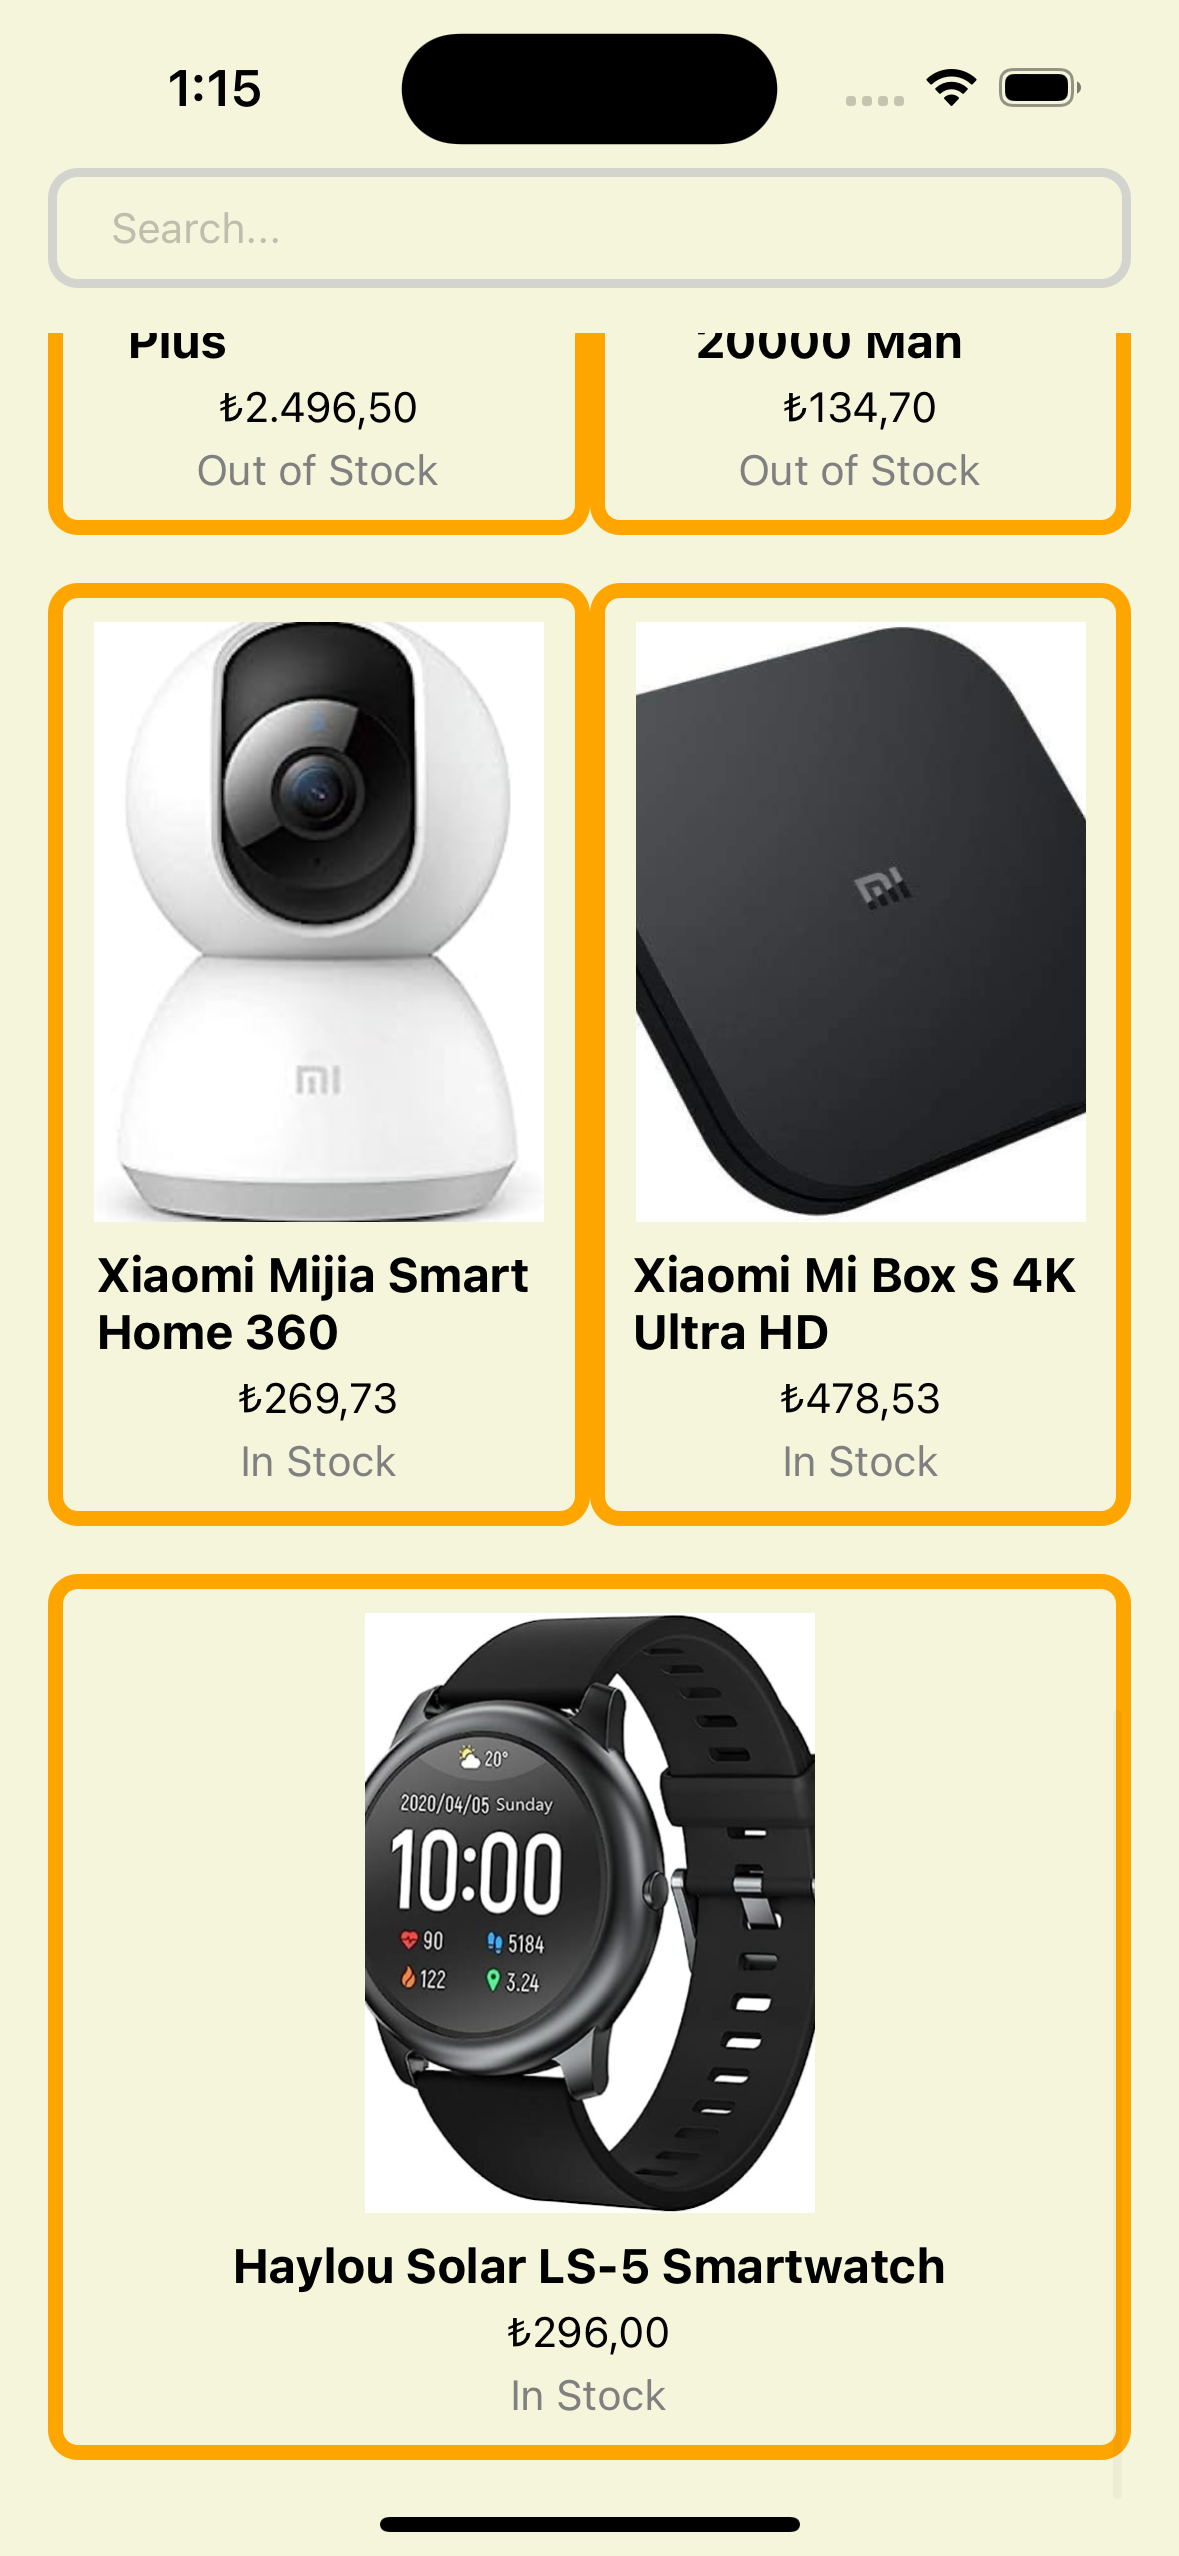 1:15
Search...
Plus
₺2.496,50
Out of Stock
20000 Mah
₺134,70
Out of Stock
mi
mi
Xiaomi Mijia Smart
Home 360
₺269,73
In Stock
Xiaomi Mi Box S 4K
Ultra HD
₺478,53
In Stock
20°
2020/04/05 Sunday
10:00
90
5184
122
3.24
Haylou Solar LS-5 Smartwatch
₺296,00
In Stock